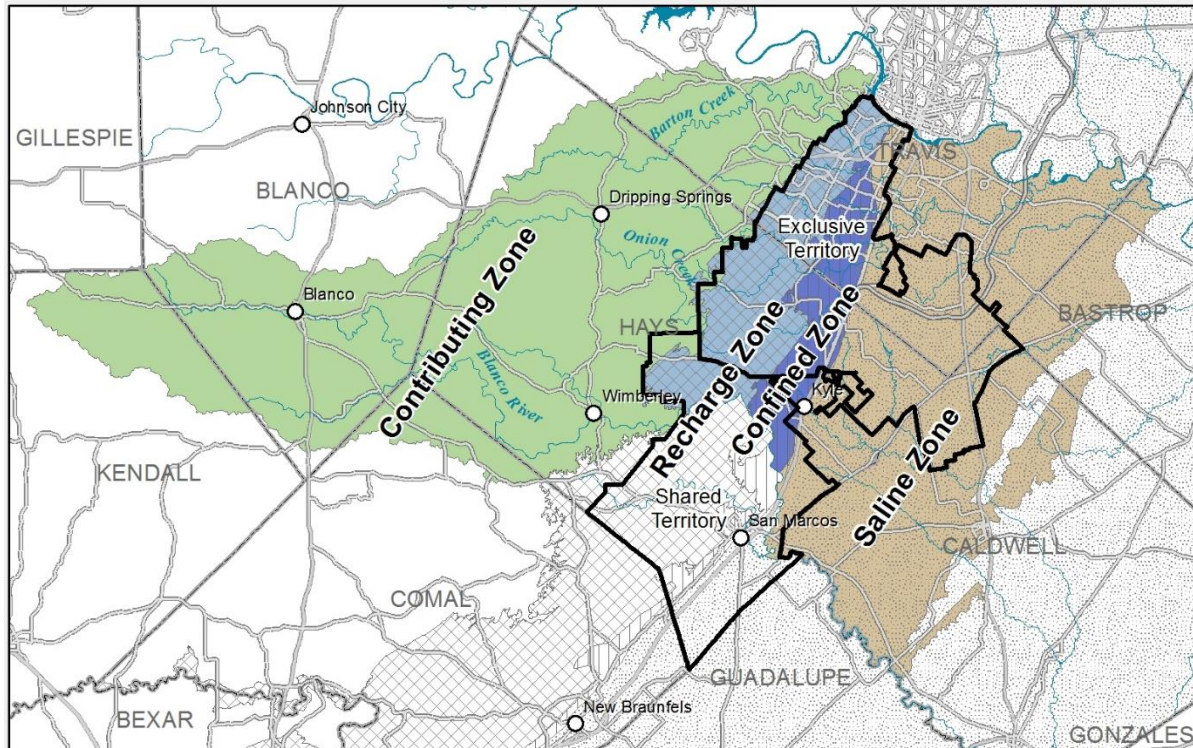 Johnson City
GILLESPIE
Barton Creek
TRAVIS
BLANCO
Dripping Springs
Exclusive
Territory
Onion Creek
Contributing Zone
Blanco
BASTROP
HAYS
Recharge Zone
Confined Zone
Blanco River
Wimberley
Kyle
KENDALL
Saline Zone
Shared
Territory
San Marcos
CALDWELL
COMAL
GUADALUPE
BEXAR
New Braunfels
GONZALES